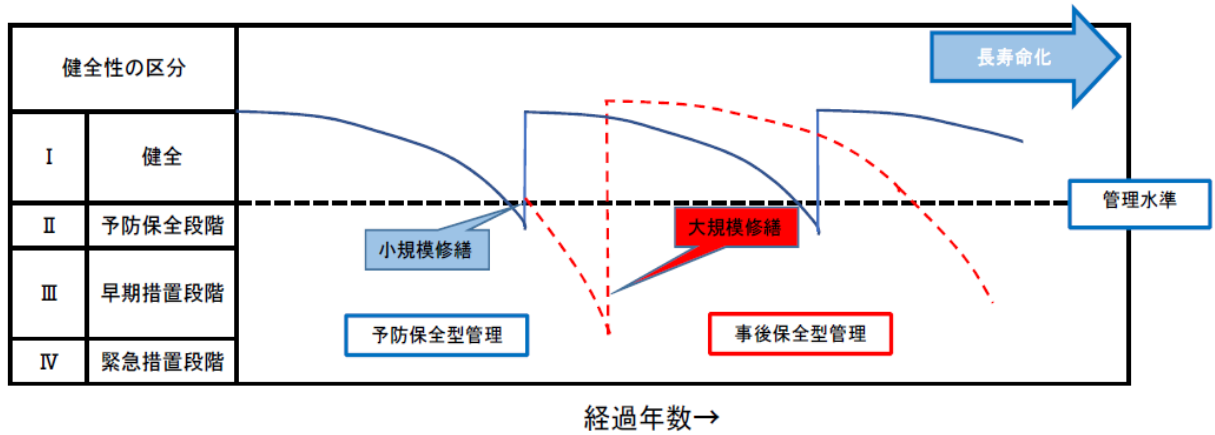 健全性の区分
長寿命化
Ⅰ 健全
管理水準
Ⅱ 予防保全段階
小規模修繕
大規模修繕
Ⅲ 早期措置段階
予防保全型管理
事後保全型管理
Ⅳ 緊急措置段階
経過年数→